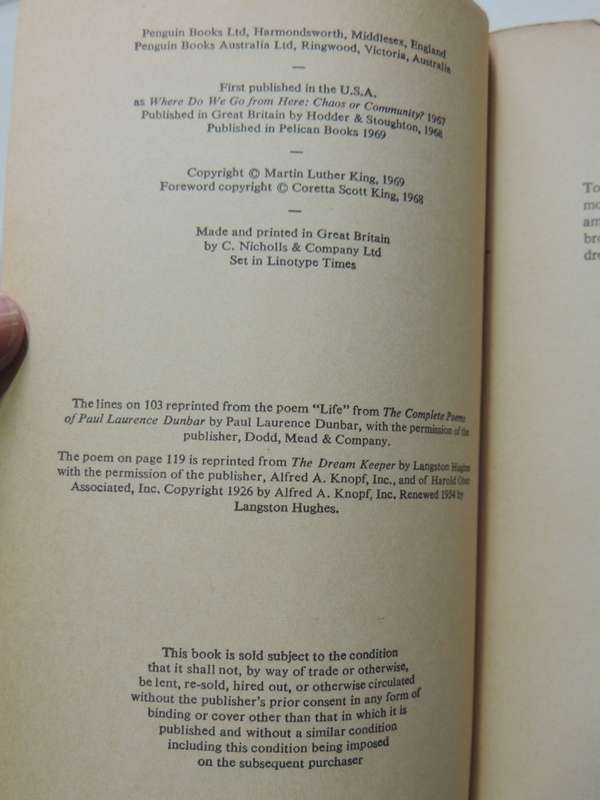 Penguin Books Ltd, Harmondsworth, Middlesex, England
Penguin Books Australia Ltd, Ringwood, Victoria, Australia
—
First published in the U.S.A.
as Where Do We Go from Here: Chaos or Community? 1967
Published in Great Britain by Hodder & Stoughton, 1968
Published in Pelican Books 1969
—
Copyright © Martin Luther King, 1969
Foreword copyright © Coretta Scott King, 1968
—
Made and printed in Great Britain
by C. Nicholls & Company Ltd
Set in Linotype Times
The lines on 103 reprinted from the poem "Life" from The Complete Poems
of Paul Laurence Dunbar by Paul Laurence Dunbar, with the permission of the
publisher, Dodd, Mead & Company.
The poem on page 119 is reprinted from The Dream Keeper by Langston Hughes
with the permission of the publisher, Alfred A. Knopf, Inc., and of Harold Ober
Associated, Inc. Copyright 1926 by Alfred A. Knopf, Inc. Renewed 1954 by
Langston Hughes.
This book is sold subject to the condition
that it shall not, by way of trade or otherwise,
be lent, re-sold, hired out, or otherwise circulated
without the publisher's prior consent in any form of
binding or cover other than that in which it is
published and without a similar condition
including this condition being imposed
on the subsequent purchaser
To